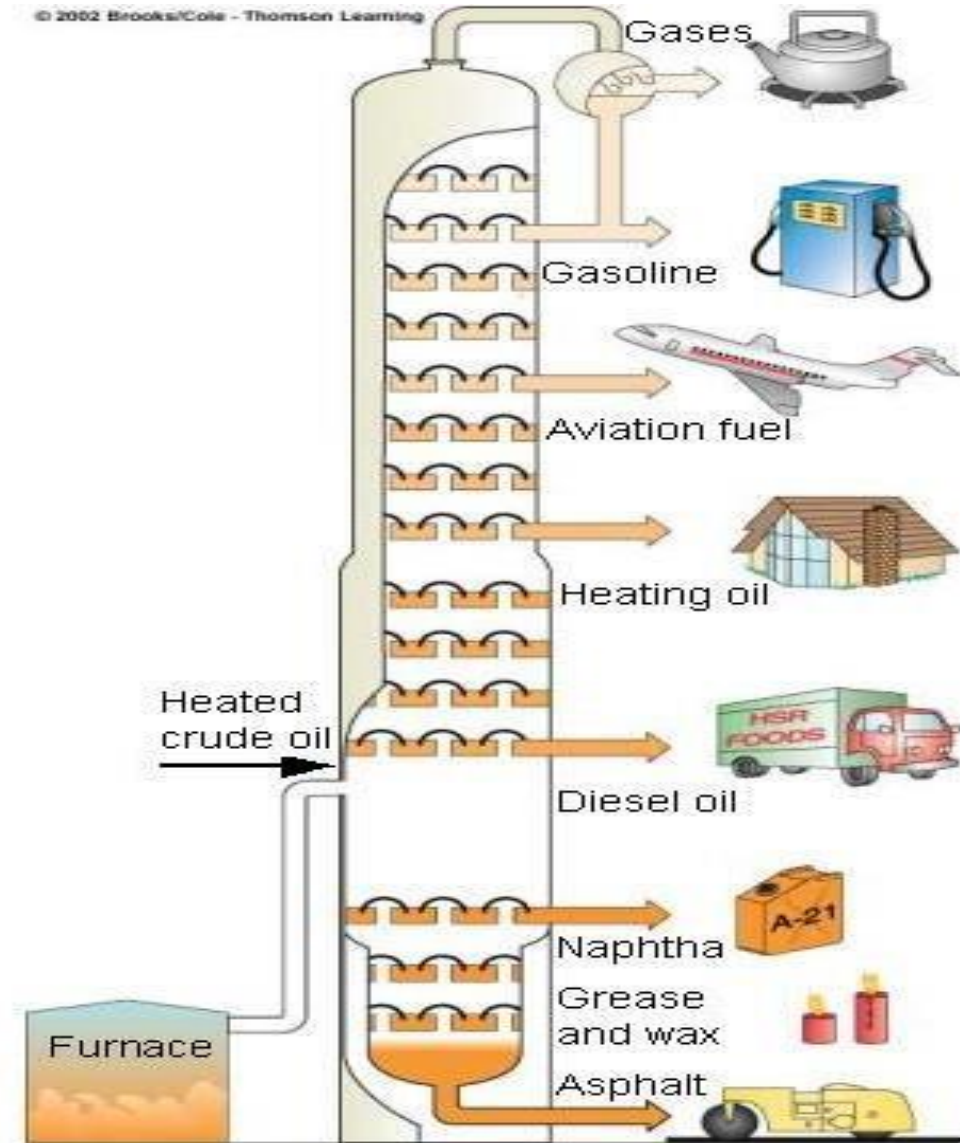 © 2002 Brooks/Cole - Thomson Learning
Gases
Gasoline
Aviation fuel
Heating oil
Heated
crude oil
HSR
FOODS
Diesel oil
A-21
Naphtha
Grease
and wax
Furnace
Asphalt